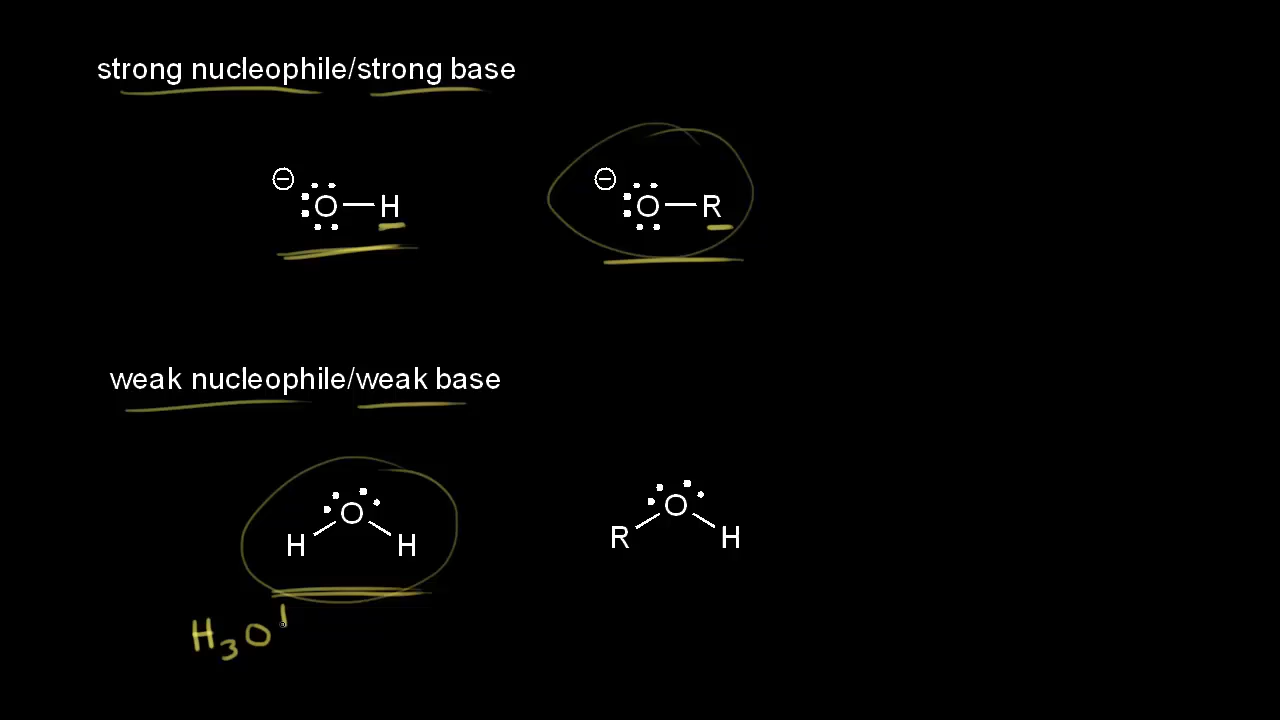 strong nucleophile/strong base
⊖ O—H ⊖ O—R
weak nucleophile/weak base
O O
H H R H
H3O